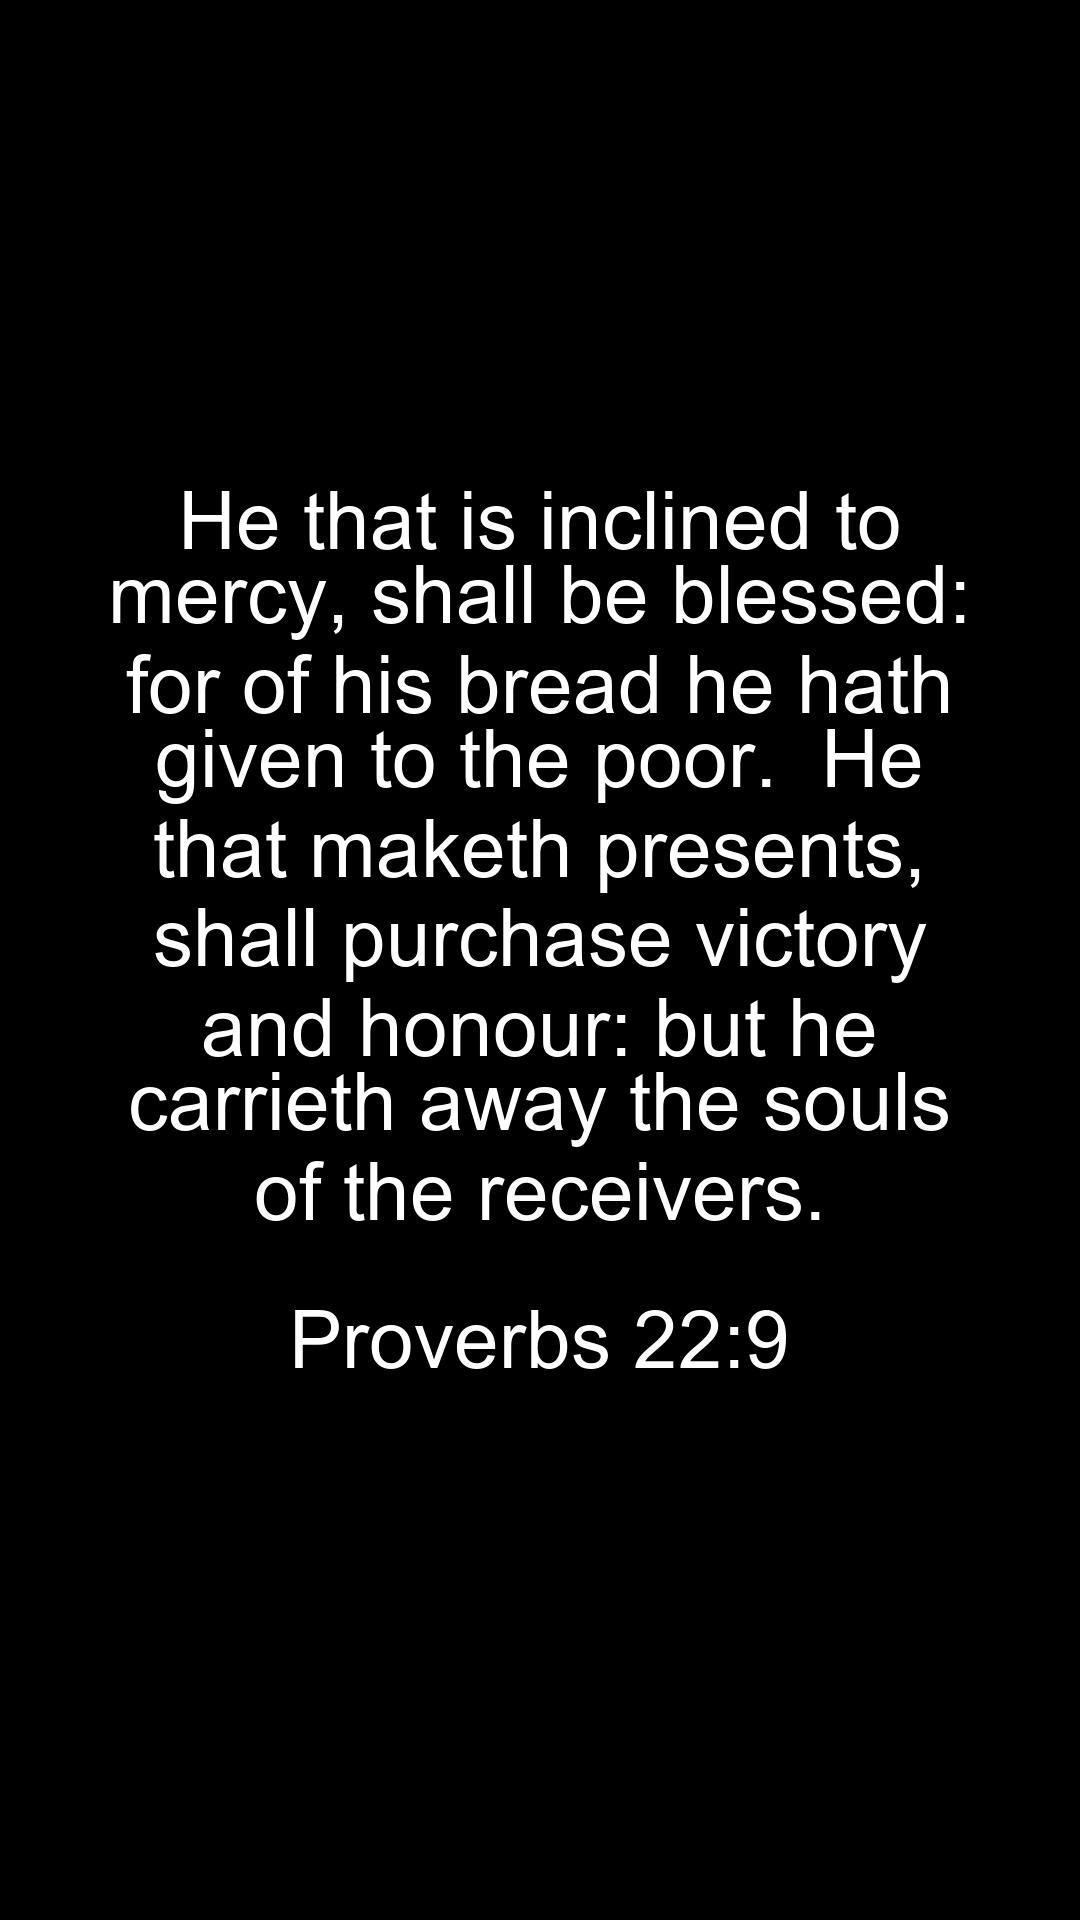 He that is inclined to
mercy, shall be blessed:
for of his bread he hath
given to the poor.  He
that maketh presents,
shall purchase victory
and honour: but he
carrieth away the souls
of the receivers.
Proverbs 22:9